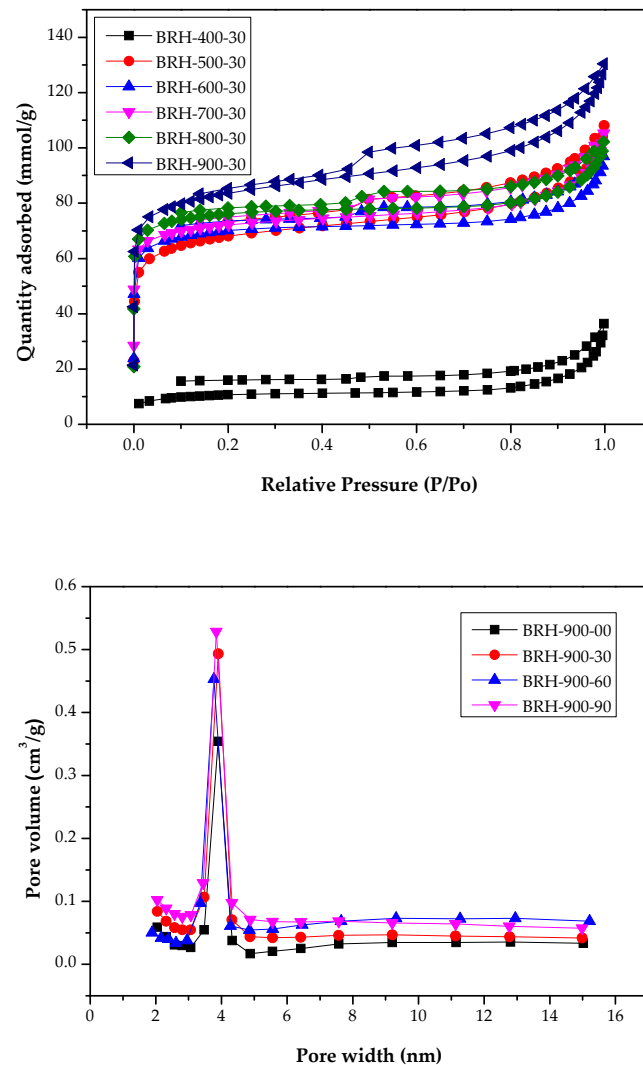 140
120
100
80
60
40
20
0
Quantity adsorbed (mmol/g)
BRH-400-30
BRH-500-30
BRH-600-30
BRH-700-30
BRH-800-30
BRH-900-30
0.0 0.2 0.4 0.6 0.8 1.0
Relative Pressure (P/Po)
0.6
0.5
0.4
0.3
0.2
0.1
0.0
Pore volume (cm³/g)
BRH-900-00
BRH-900-30
BRH-900-60
BRH-900-90
0 2 4 6 8 10 12 14 16
Pore width (nm)